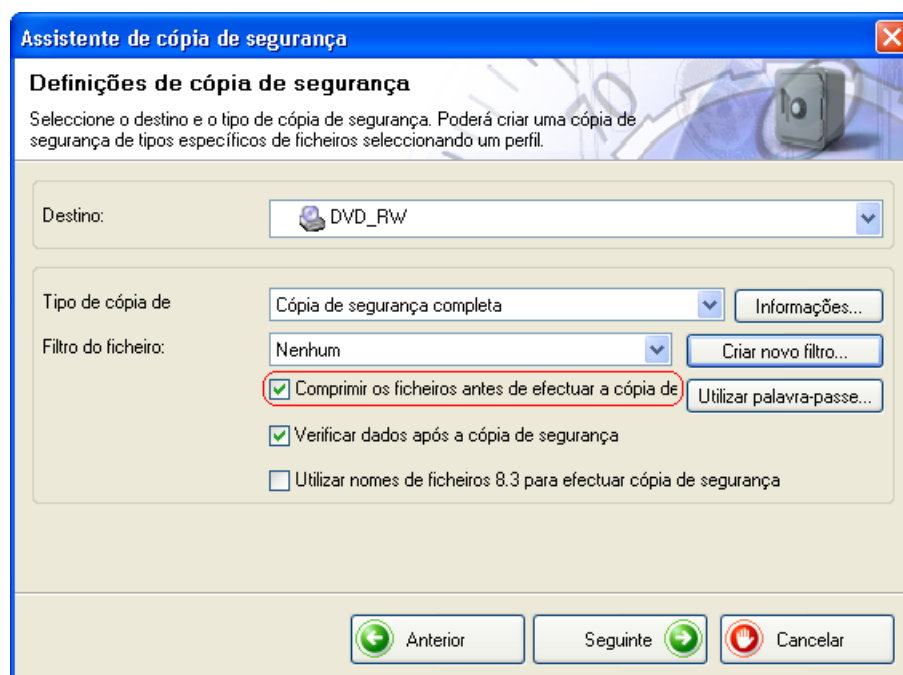 Assistente de cópia de segurança
Definições de cópia de segurança
Seleccione o destino e o tipo de cópia de segurança. Poderá criar uma cópia de
segurança de tipos específicos de ficheiros seleccionando um perfil.
Destino:
DVD_RW
Tipo de cópia de
Cópia de segurança completa
Informações...
Filtro do ficheiro:
Nenhum
Criar novo filtro...
Comprimir os ficheiros antes de efectuar a cópia de
Utilizar palavra-passe...
Verificar dados após a cópia de segurança
Utilizar nomes de ficheiros 8.3 para efectuar cópia de segurança
Anterior
Seguinte
Cancelar